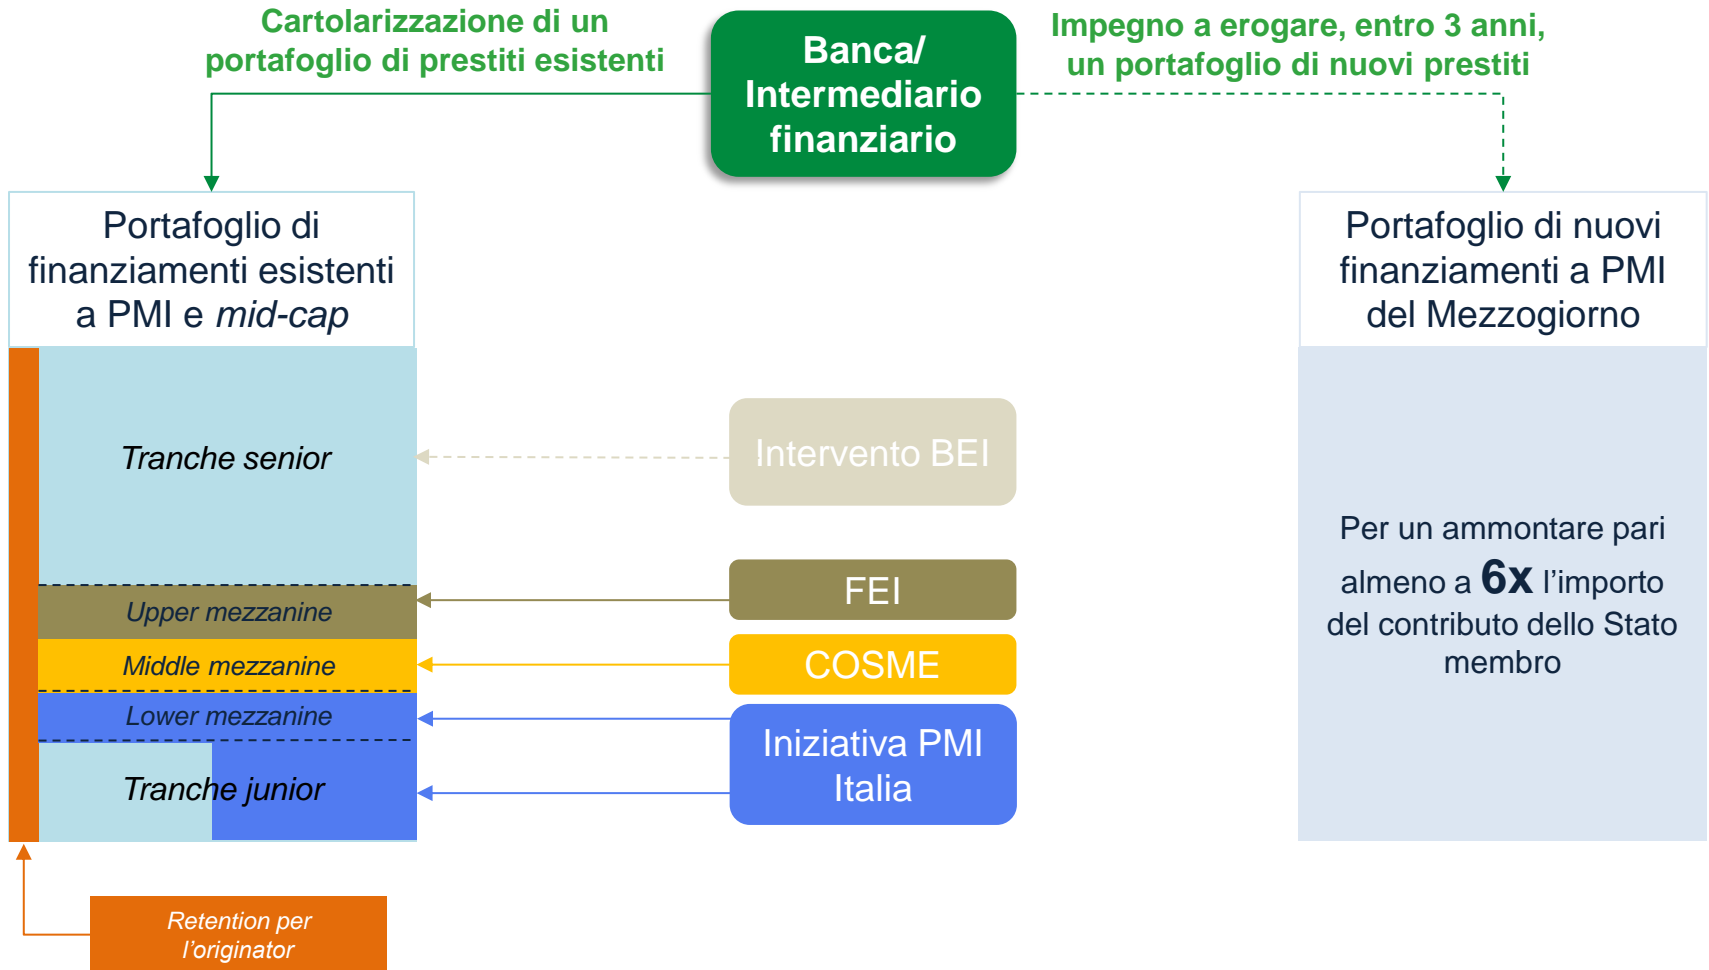 Cartolarizzazione di un
portafoglio di prestiti esistenti
Banca/
Intermediario
finanziario
Impegno a erogare, entro 3 anni,
un portafoglio di nuovi prestiti
Portafoglio di
finanziamenti esistenti
a PMI e mid-cap
Portafoglio di nuovi
finanziamenti a PMI
del Mezzogiorno
Tranche senior
Intervento BEI
Upper mezzanine
FEI
Middle mezzanine
COSME
Lower mezzanine
Tranche junior
Iniziativa PMI
Italia
Per un ammontare pari
almeno a 6x l’importo
del contributo dello Stato
membro
Retention per
l’originator